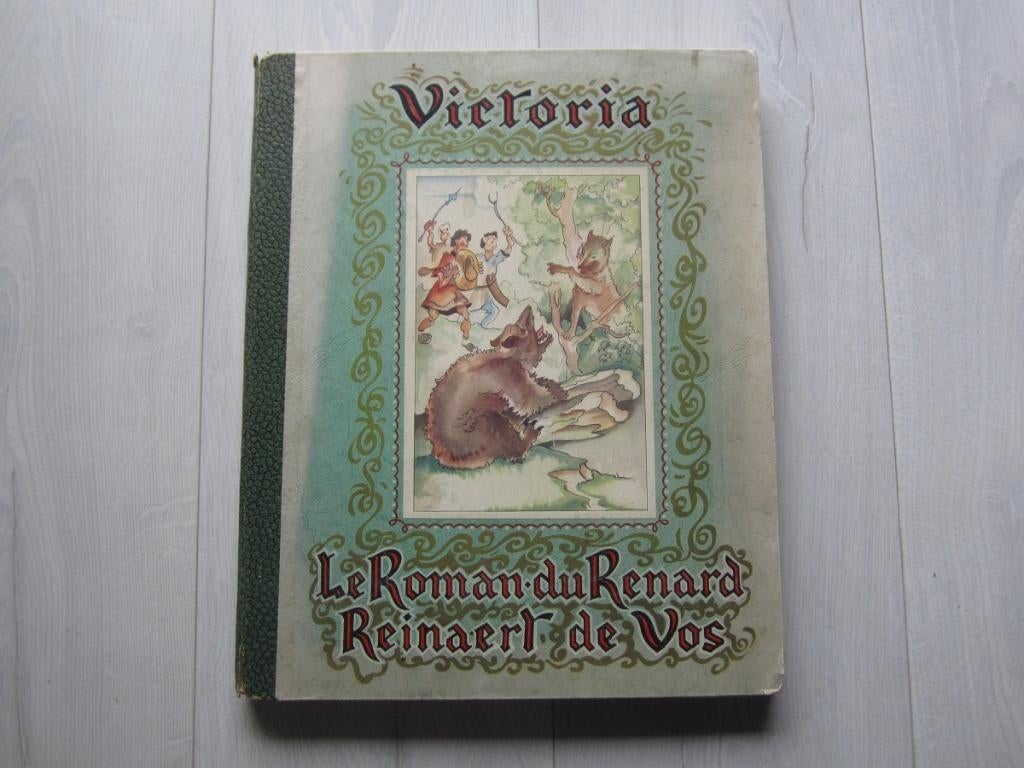 Victoria
Le Roman·du Renard
Reinaert de Vos